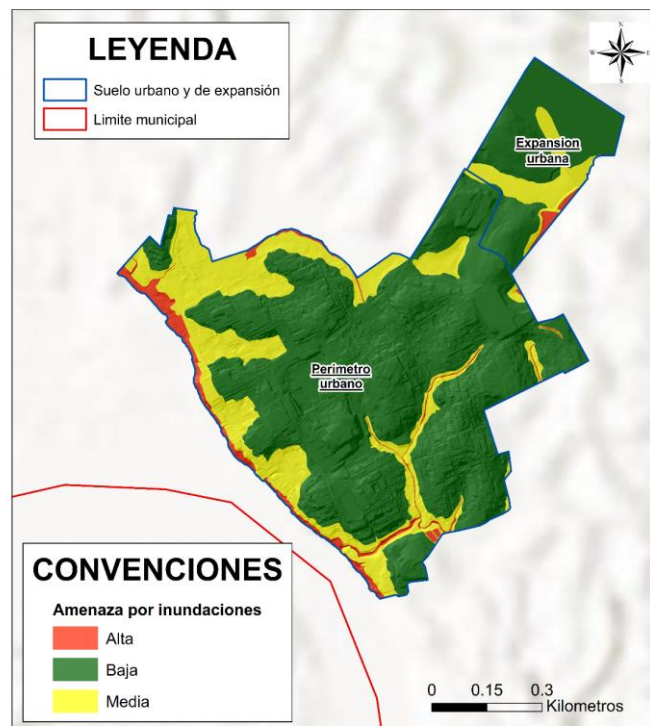 LEYENDA
Suelo urbano y de expansión
Limite municipal
N
W
E
S
Expansion
urbana
Perimetro
urbano
CONVENCIONES
Amenaza por inundaciones
Alta
Baja
Media
0 0.15 0.3
Kilometros